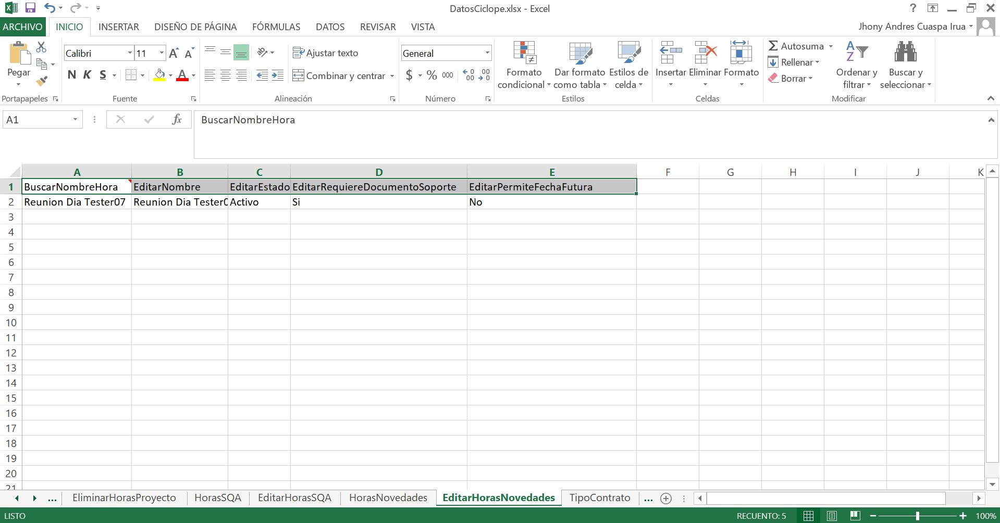 DatosCiclope.xlsx - Excel
?
ARCHIVO INICIO INSERTAR DISEÑO DE PÁGINA FÓRMULAS DATOS REVISAR VISTA Jhony Andres Cuaspa Irua
Pegar
Portapapeles
Calibri 11 A A
N K S A
Fuente
Ajustar texto
Combinar y centrar
Alineación
General
$ % 000
Número
Formato condicional
Dar formato como tabla
Estilos de celda
Estilos
Insertar Eliminar Formato
Celdas
Autosuma
Rellenar
Borrar
Ordenar y filtrar
Buscar y seleccionar
Modificar
A1 fx BuscarNombreHora
A B C D E F G H I J K
1 BuscarNombreHora EditarNombre EditarEstado EditarRequiereDocumentoSoporte EditarPermiteFechaFutura
2 Reunion Dia Tester07 Reunion Dia Tester0 Activo Si No
3
4
5
6
7
8
9
10
11
12
13
14
15
16
17
18
19
20
21
... EliminarHorasProyecto HorasSQA EditarHorasSQA HorasNovedades EditarHorasNovedades TipoContrato ...
LISTO RECUENTO: 5 100%